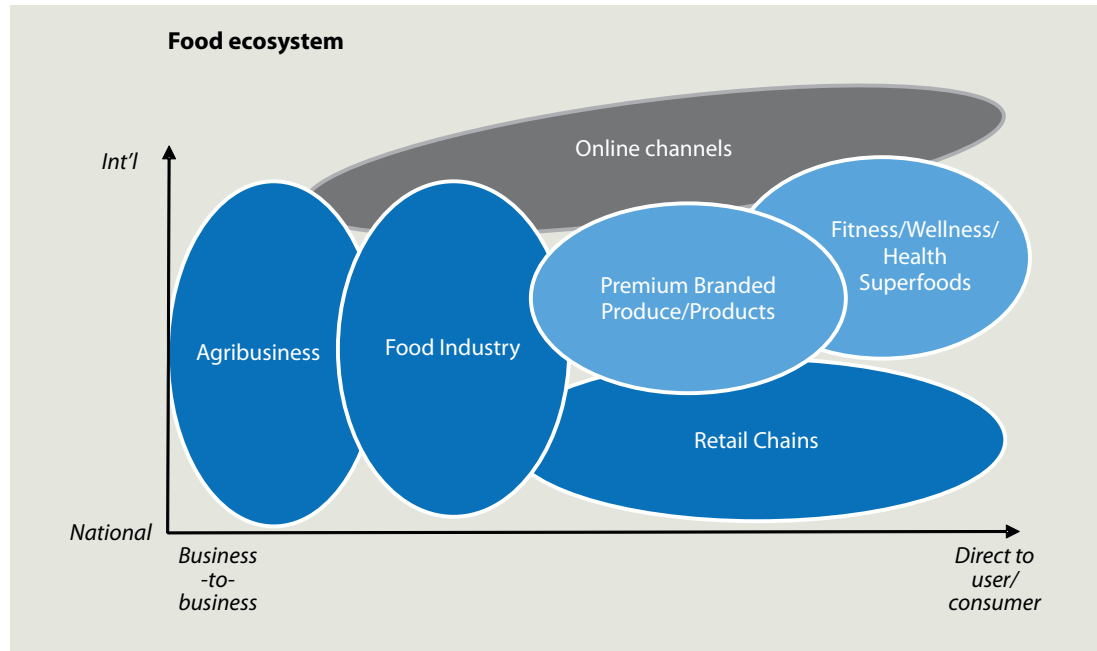 Food ecosystem
Int'l
Online channels
Fitness/Wellness/
Health
Superfoods
Premium Branded
Produce/Products
Agribusiness
Food Industry
Retail Chains
National
Business
-to-
business
Direct to
user/
consumer